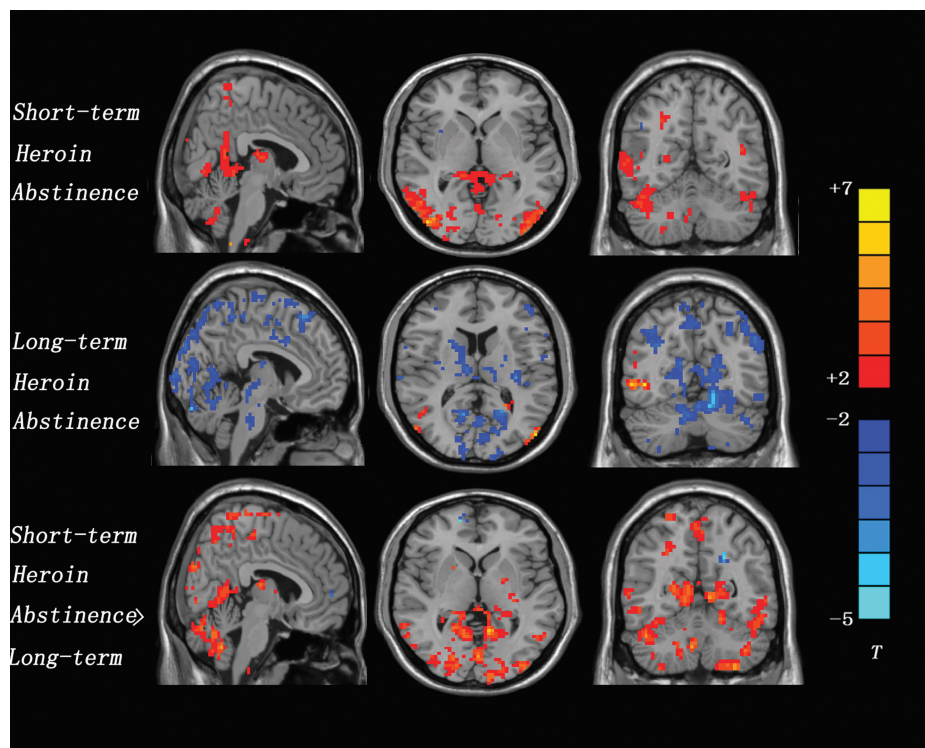 Short-term
Heroin
Abstinence
Long-term
Heroin
Abstinence
Short-term
Heroin
Abstinence>
Long-term
+7
+2
-2
-5
T